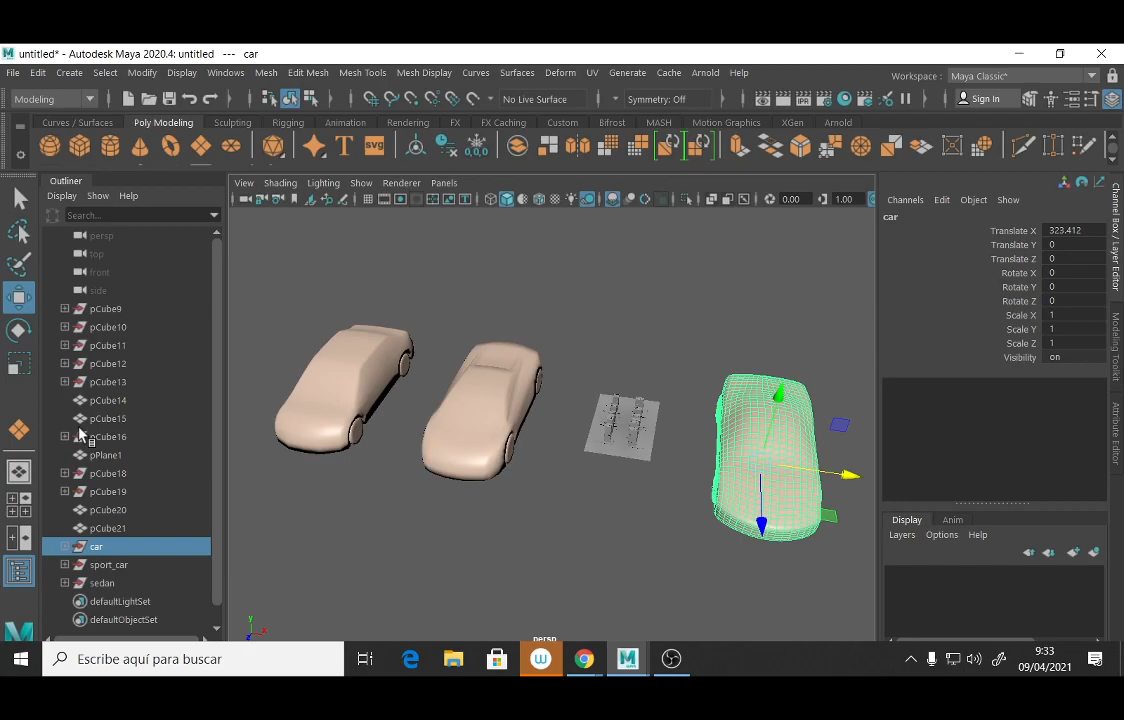 untitled* - Autodesk Maya 2020.4: untitled   ---   car
File Edit Create Select Modify Display Windows Mesh Edit Mesh Mesh Tools Mesh Display Curves Surfaces Deform UV Generate Cache Arnold Help
Workspace : Maya Classic*
Modeling No Live Surface Symmetry: Off IPR Sign In
Curves / Surfaces Poly Modeling Sculpting Rigging Animation Rendering FX FX Caching Custom Bifrost MASH Motion Graphics XGen Arnold
T SVG 0,0,0
Outliner
Display Show Help
Search...
persp
top
front
side
pCube9
pCube10
pCube11
pCube12
pCube13
pCube14
pCube15
pCube16
pPlane1
pCube18
pCube19
pCube20
pCube21
car
sport_car
sedan
defaultLightSet
defaultObjectSet
View Shading Lighting Show Renderer Panels
0.00 1.00
y
x
z
persp
Channels Edit Object Show
car
Translate X 323.412
Translate Y 0
Translate Z 0
Rotate X 0
Rotate Y 0
Rotate Z 0
Scale X 1
Scale Y 1
Scale Z 1
Visibility on
Display Anim
Layers Options Help
Channel Box / Layer Editor
Modeling Toolkit
Attribute Editor
Escribe aquí para buscar
9:33
09/04/2021